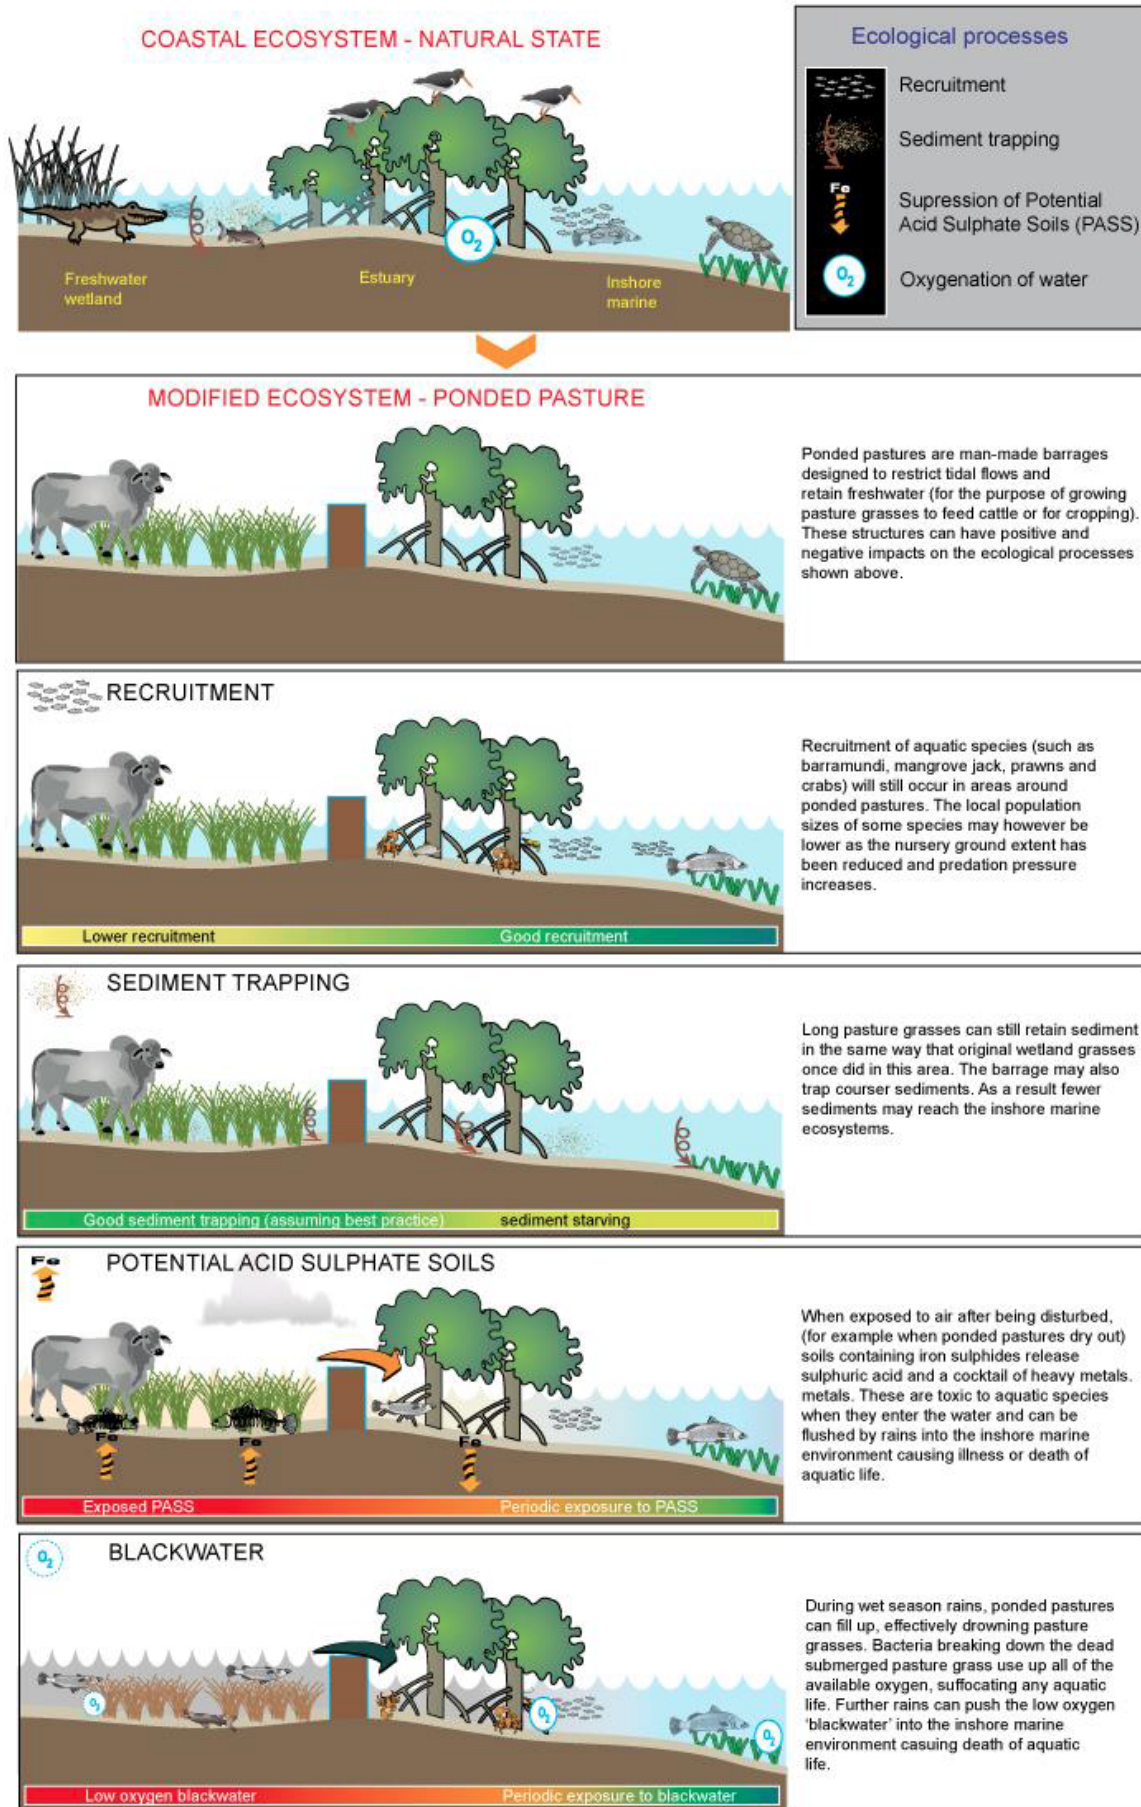 COASTAL ECOSYSTEM - NATURAL STATE
Freshwater
wetland
Estuary
O2
Inshore
marine
Ecological processes
Recruitment
Sediment trapping
Fe
Supression of Potential
Acid Sulphate Soils (PASS)
O2
Oxygenation of water
MODIFIED ECOSYSTEM - PONDED PASTURE
Ponded pastures are man-made barrages
designed to restrict tidal flows and
retain freshwater (for the purpose of growing
pasture grasses to feed cattle or for cropping).
These structures can have positive and
negative impacts on the ecological processes
shown above.
RECRUITMENT
Lower recruitment
Good recruitment
Recruitment of aquatic species (such as
barramundi, mangrove jack, prawns and
crabs) will still occur in areas around
ponded pastures. The local population
sizes of some species may however be
lower as the nursery ground extent has
been reduced and predation pressure
increases.
SEDIMENT TRAPPING
Good sediment trapping (assuming best practice)
sediment starving
Long pasture grasses can still retain sediment
in the same way that original wetland grasses
once did in this area. The barrage may also
trap courser sediments. As a result fewer
sediments may reach the inshore marine
ecosystems.
Fe
POTENTIAL ACID SULPHATE SOILS
Fe
Fe
Fe
Exposed PASS
Periodic exposure to PASS
When exposed to air after being disturbed,
(for example when ponded pastures dry out)
soils containing iron sulphides release
sulphuric acid and a cocktail of heavy metals.
metals. These are toxic to aquatic species
when they enter the water and can be
flushed by rains into the inshore marine
environment causing illness or death of
aquatic life.
O2
BLACKWATER
O2
O2
O2
Low oxygen blackwater
Periodic exposure to blackwater
During wet season rains, ponded pastures
can fill up, effectively drowning pasture
grasses. Bacteria breaking down the dead
submerged pasture grass use up all of the
available oxygen, suffocating any aquatic
life. Further rains can push the low oxygen
'blackwater' into the inshore marine
environment casuing death of aquatic
life.